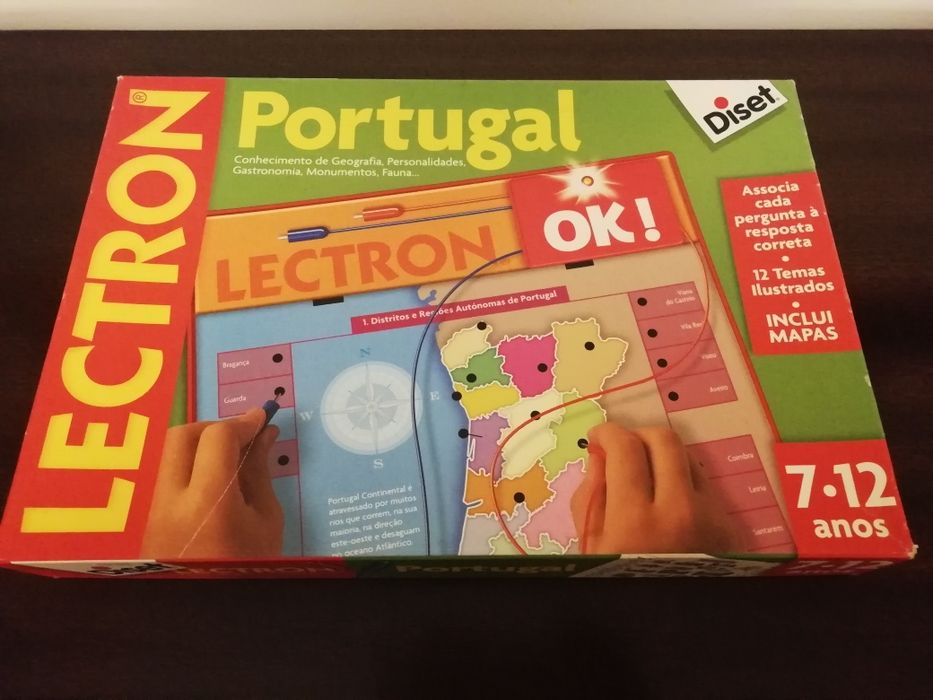 LECTRON®
Portugal
Conhecimento de Geografia, Personalidades,
Gastronomia, Monumentos, Fauna...
Diset
Associa
cada
pergunta à
resposta
correta
•
12 Temas
Ilustrados
•
INCLUI
MAPAS
OK!
LECTRON
1. Distritos e Regiões Autónomas de Portugal
Bragança
Guarda
N
W
E
S
Viana
do Castelo
Vila Real
Viseu
Aveiro
Coimbra
Leiria
Santarém
Portugal Continental é
atravessado por muitos
rios que correm, na sua
maioria, na direção
este-oeste e desaguam
no oceano Atlântico.
7•12
anos
Diset
LECTRON
Portugal
7•12